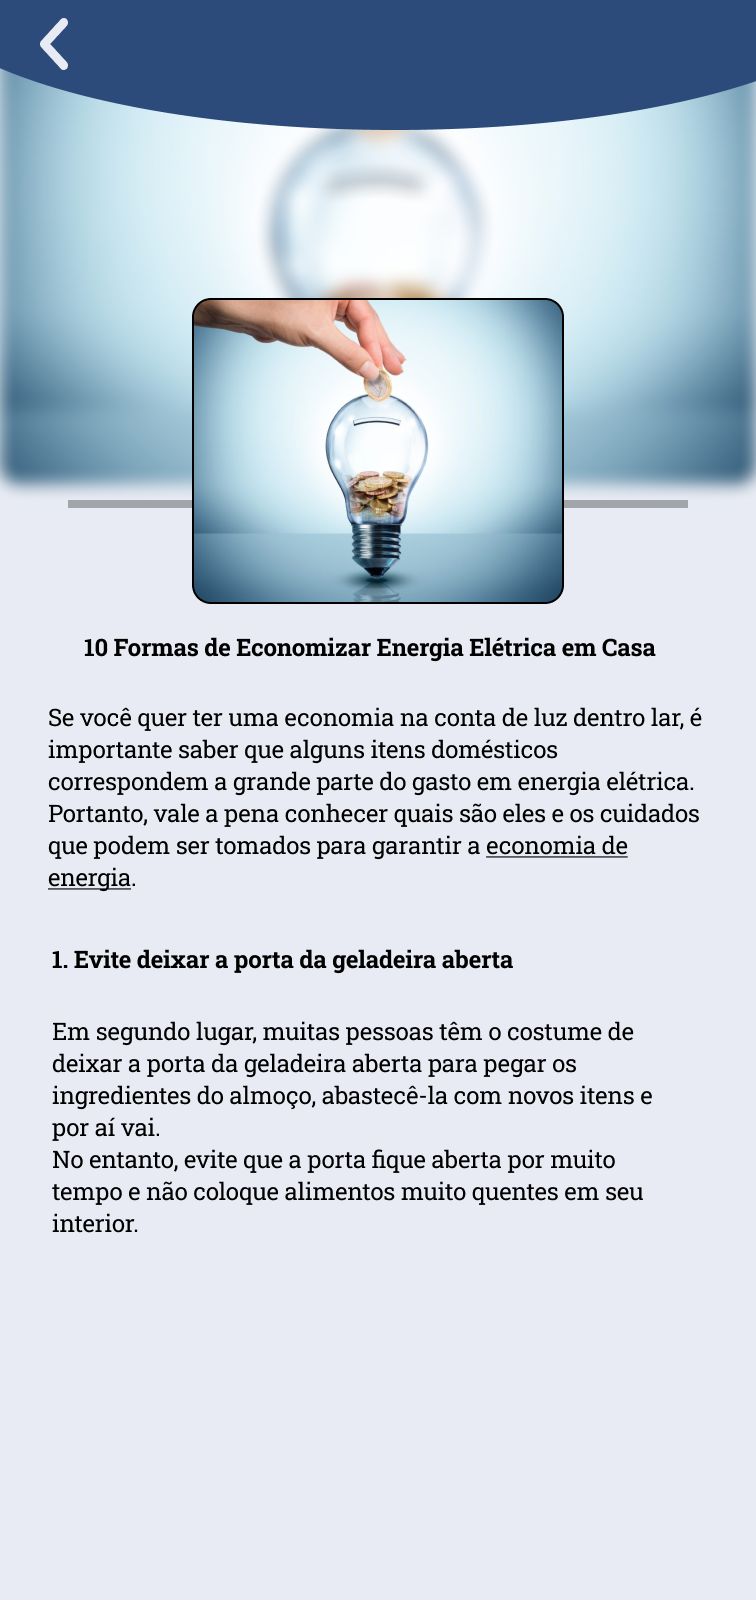 10 Formas de Economizar Energia Elétrica em Casa
Se você quer ter uma economia na conta de luz dentro lar, é
importante saber que alguns itens domésticos
correspondem a grande parte do gasto em energia elétrica.
Portanto, vale a pena conhecer quais são eles e os cuidados
que podem ser tomados para garantir a economia de
energia.
1. Evite deixar a porta da geladeira aberta
Em segundo lugar, muitas pessoas têm o costume de
deixar a porta da geladeira aberta para pegar os
ingredientes do almoço, abastecê-la com novos itens e
por aí vai.
No entanto, evite que a porta fique aberta por muito
tempo e não coloque alimentos muito quentes em seu
interior.